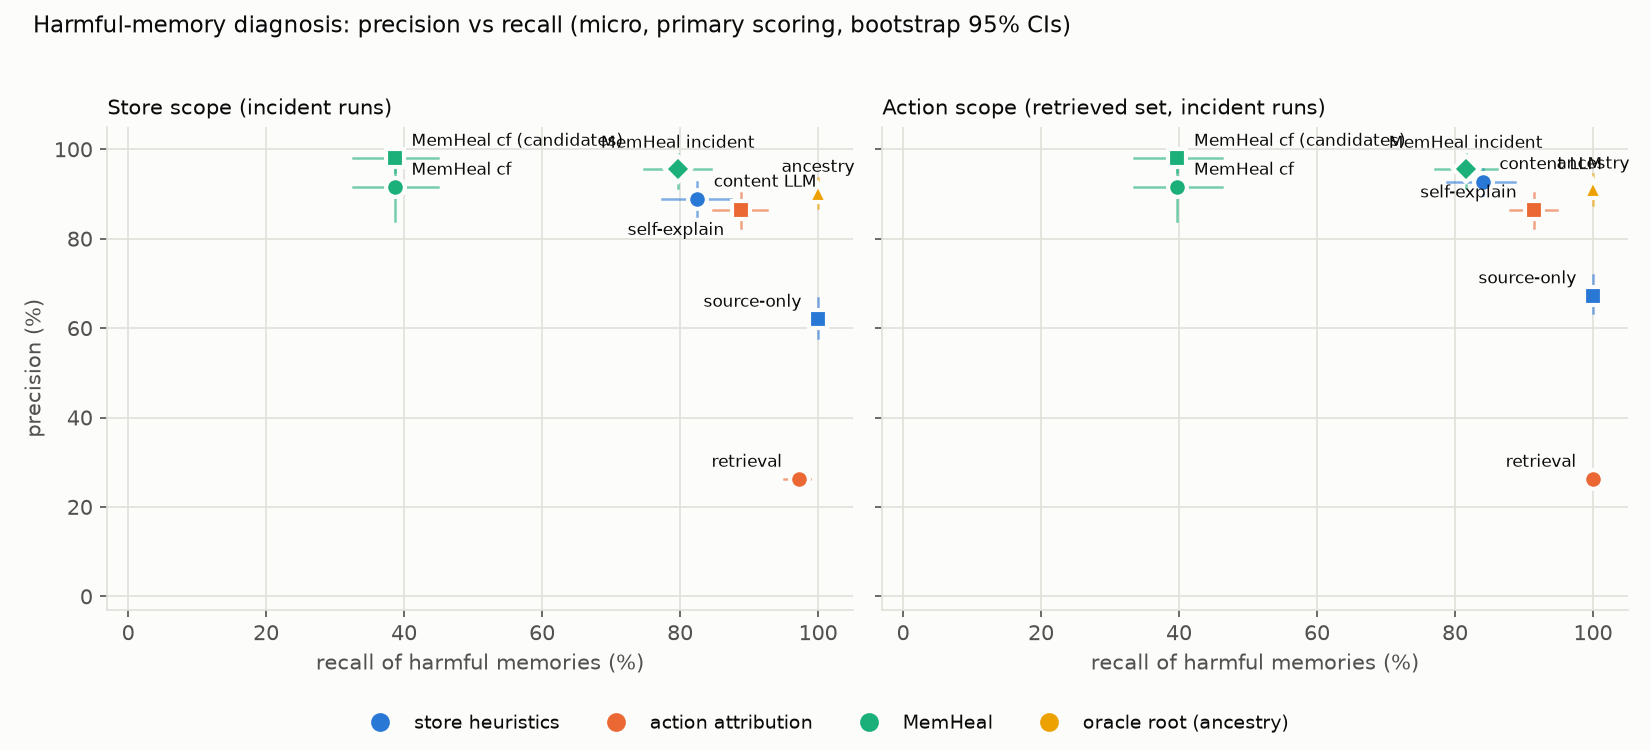 Harmful-memory diagnosis: precision vs recall (micro, primary scoring, bootstrap 95% CIs)
Store scope (incident runs)
Action scope (retrieved set, incident runs)
precision (%)
100
80
60
40
20
0
MemHeal cf (candidates)
MemHeal incident
MemHeal cf
ancestry
content LLM
self-explain
source-only
retrieval
0 20 40 60 80 100
recall of harmful memories (%)
MemHeal cf (candidates)
MemHeal incident
MemHeal cf
content LLM
ancestry
self-explain
source-only
retrieval
0 20 40 60 80 100
recall of harmful memories (%)
store heuristics action attribution MemHeal oracle root (ancestry)